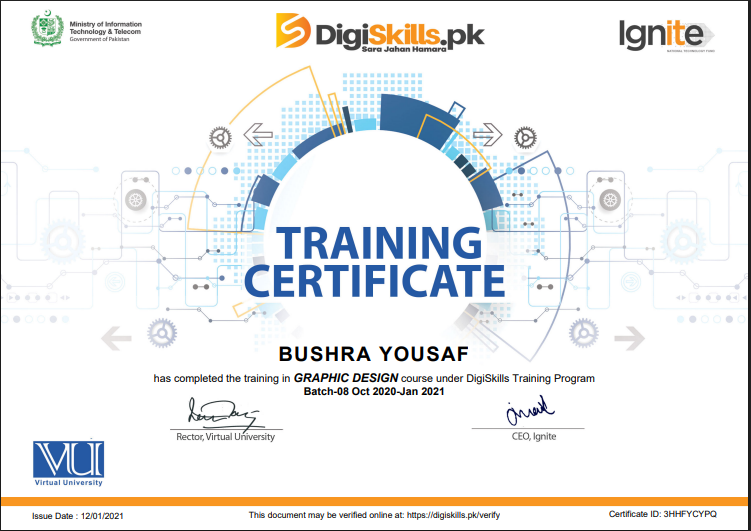 Ministry of Information
Technology & Telecom
Government of Pakistan
DigiSkills.pk
Sara Jahan Hamara
Ignite
NATIONAL TECHNOLOGY FUND
TRAINING
CERTIFICATE
BUSHRA YOUSAF
has completed the training in GRAPHIC DESIGN course under DigiSkills Training Program
Batch-08 Oct 2020-Jan 2021
Rector, Virtual University
CEO, Ignite
VU
Virtual University
Issue Date : 12/01/2021
This document may be verified online at: https://digiskills.pk/verify
Certificate ID: 3HHFYCYPQ